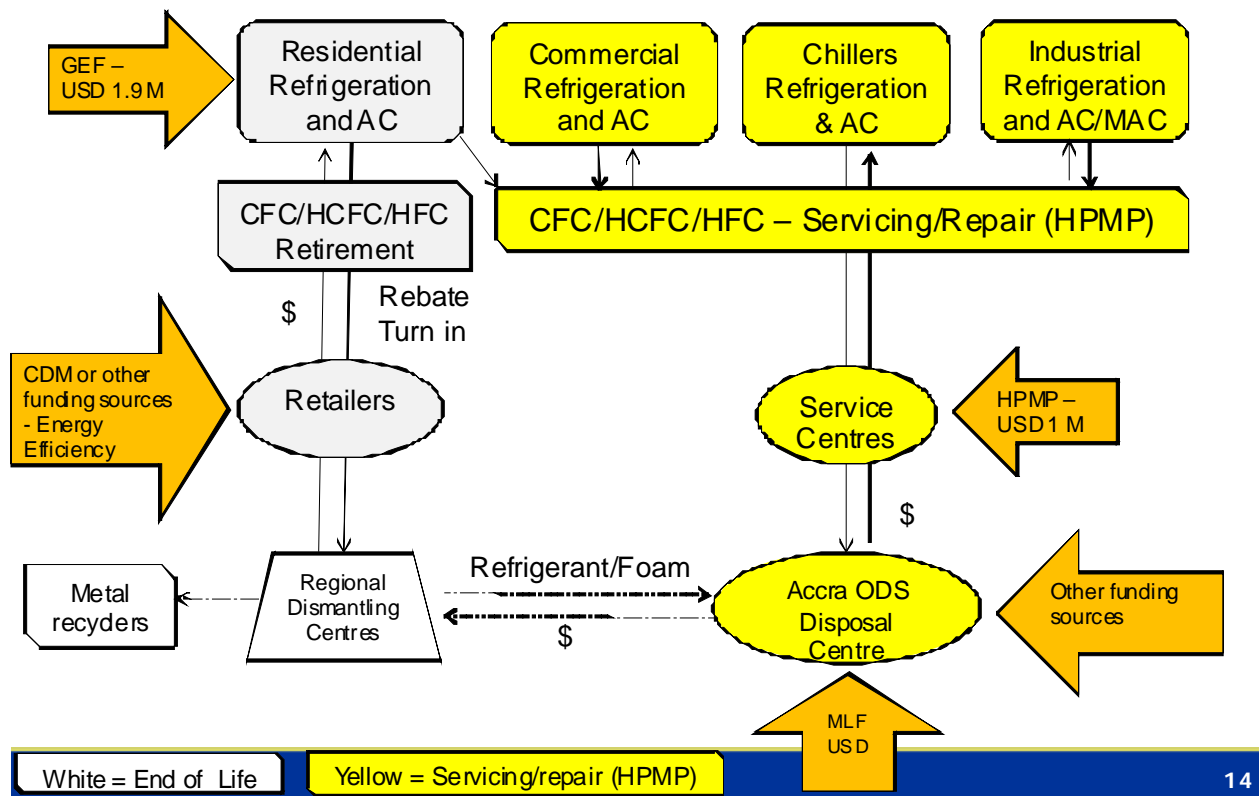 GEF –
USD 1.9 M
Residential
Refrigeration
and AC
Commercial
Refrigeration
and AC
Chillers
Refrigeration
& AC
Industrial
Refrigeration
and AC/MAC
CFC/HCFC/HFC
Retirement
CFC/HCFC/HFC – Servicing/Repair (HPMP)
$
Rebate
Turn in
CDM or other
funding sources
- Energy
Efficiency
Retailers
Service
Centres
HPMP –
USD 1 M
$
Metal
recyders
Regional
Dismantling
Centres
Refrigerant/Foam
$
Accra ODS
Disposal
Centre
Other funding
sources
MLF
USD
White = End of Life
Yellow = Servicing/repair (HPMP)
14